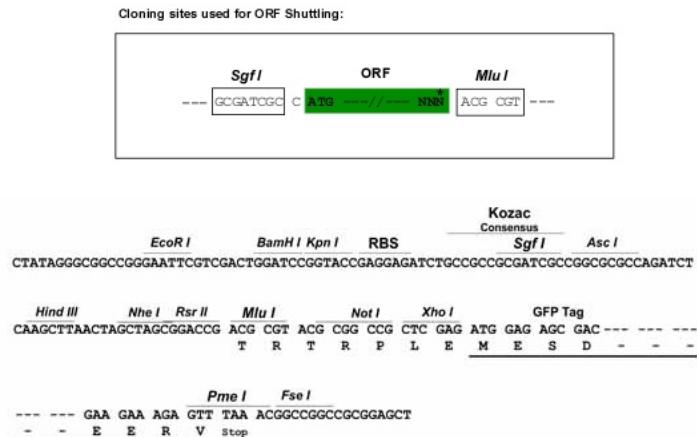 Cloning sites used for ORF Shuttling:
Sgf I ORF Mlu I
--- GCGATCGC C ATG ---//--- NNN* ACG CGT ---
Kozac
Consensus
EcoR I BamH I Kpn I RBS Sgf I Asc I
CTATAGGGCGGCCGGGAATTCGTCGACTGGATCCGGTACCGAGGAGATCTGCCGCCGCGATCGCCGGCGCGCCAGATCT
Hind III Nhe I Rsr II Mlu I Not I Xho I GFP Tag
CAAGCTTAACTAGCTAGCGGACCG ACG CGT ACG CGG CCG CTC GAG ATG GAG AGC GAC--- --- ---
T R T R P L E M E S D - - -
Pme I Fse I
--- --- GAA GAA AGA GTT TAA ACGGCCGGCCGCGGAGCT
- - E E R V Stop